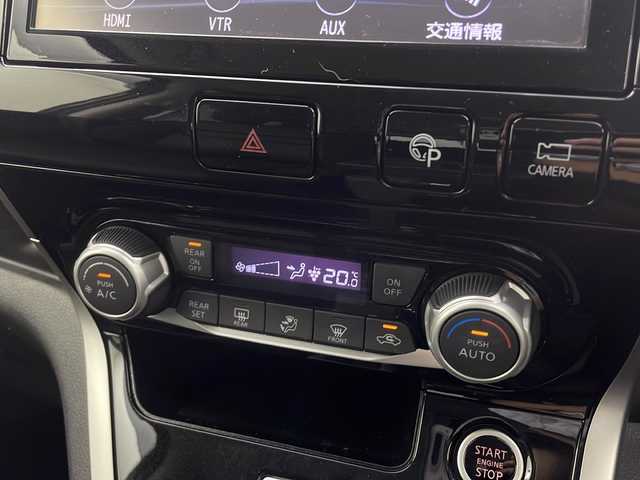 HDMI VTR AUX 交通情報
P
CAMERA
PUSH
A/C
REAR
ON
OFF
20.0
°C
ON
OFF
REAR
SET
REAR
FRONT
PUSH
AUTO
START
ENGINE
STOP